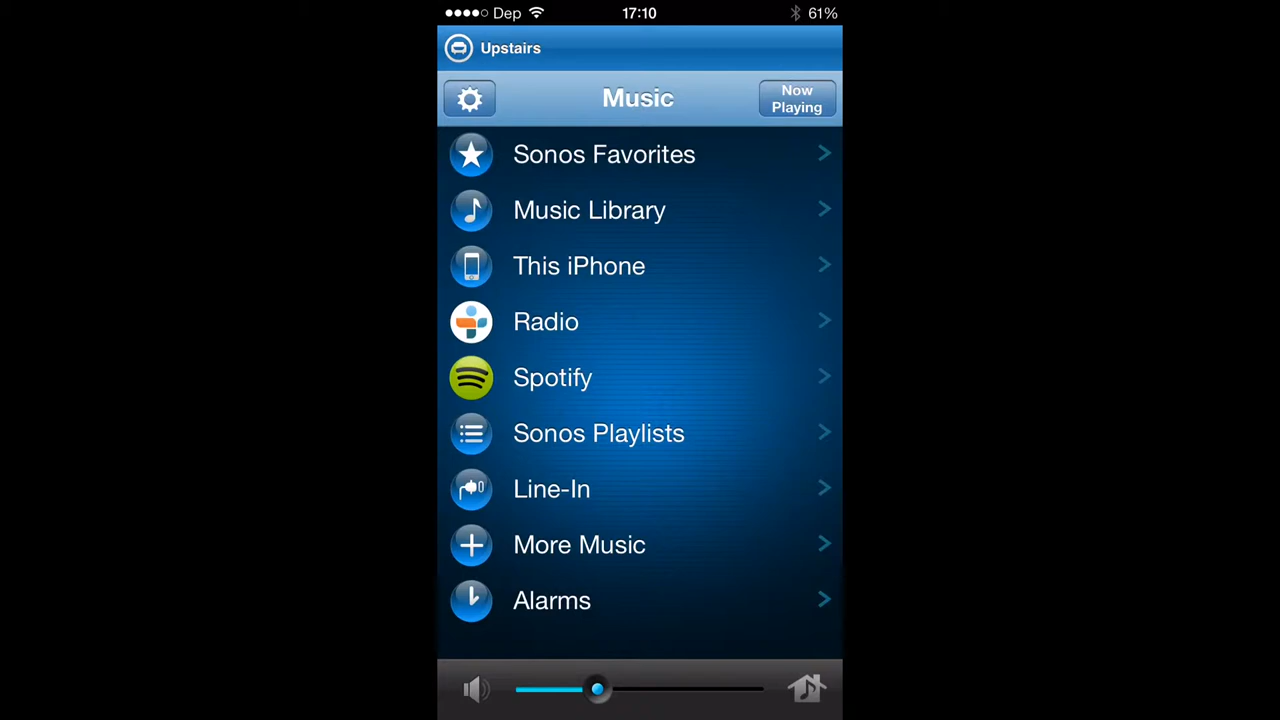 Dep 17:10 61%
Upstairs
Music
Now
Playing
Sonos Favorites
Music Library
This iPhone
Radio
Spotify
Sonos Playlists
Line-In
More Music
Alarms